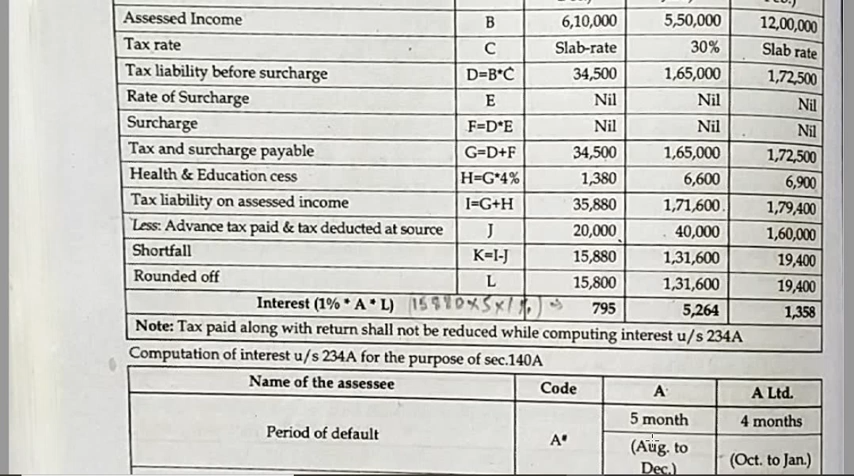 Assessed Income B 6,10,000 5,50,000 12,00,000
Tax rate C Slab-rate 30% Slab rate
Tax liability before surcharge D=B*C 34,500 1,65,000 1,72,500
Rate of Surcharge E Nil Nil Nil
Surcharge F=D*E Nil Nil Nil
Tax and surcharge payable G=D+F 34,500 1,65,000 1,72,500
Health & Education cess H=G*4% 1,380 6,600 6,900
Tax liability on assessed income I=G+H 35,880 1,71,600 1,79,400
Less: Advance tax paid & tax deducted at source J 20,000 40,000 1,60,000
Shortfall K=I-J 15,880 1,31,600 19,400
Rounded off L 15,800 1,31,600 19,400
Interest (1% * A * L) 795 5,264 1,358
Note: Tax paid along with return shall not be reduced while computing interest u/s 234A
Computation of interest u/s 234A for the purpose of sec.140A
Name of the assessee Code A A Ltd.
Period of default A* 5 month 4 months
(Aug. to (Oct. to Jan.)
Dec.)